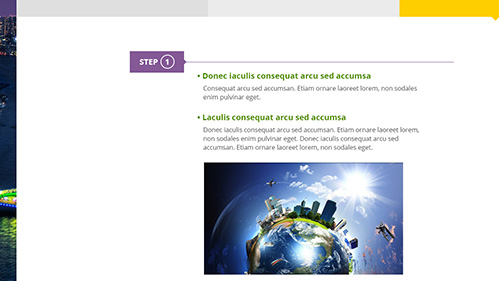 STEP 1
• Donec iaculis consequat arcu sed accumsa
Consequat arcu sed accumsan. Etiam ornare laoreet lorem, non sodales
enim pulvinar eget.
• Laculis consequat arcu sed accumsa
Donec iaculis consequat arcu sed accumsan. Etiam ornare laoreet lorem,
non sodales enim pulvinar eget. Donec iaculis consequat arcu sed
accumsan. Etiam ornare laoreet lorem, non sodales eget.